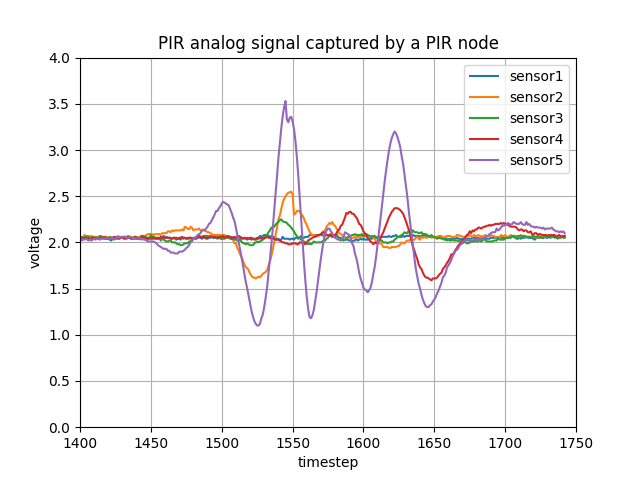 PIR analog signal captured by a PIR node
sensor1
sensor2
sensor3
sensor4
sensor5
voltage
4.0
3.5
3.0
2.5
2.0
1.5
1.0
0.5
0.0
1400 1450 1500 1550 1600 1650 1700 1750
timestep